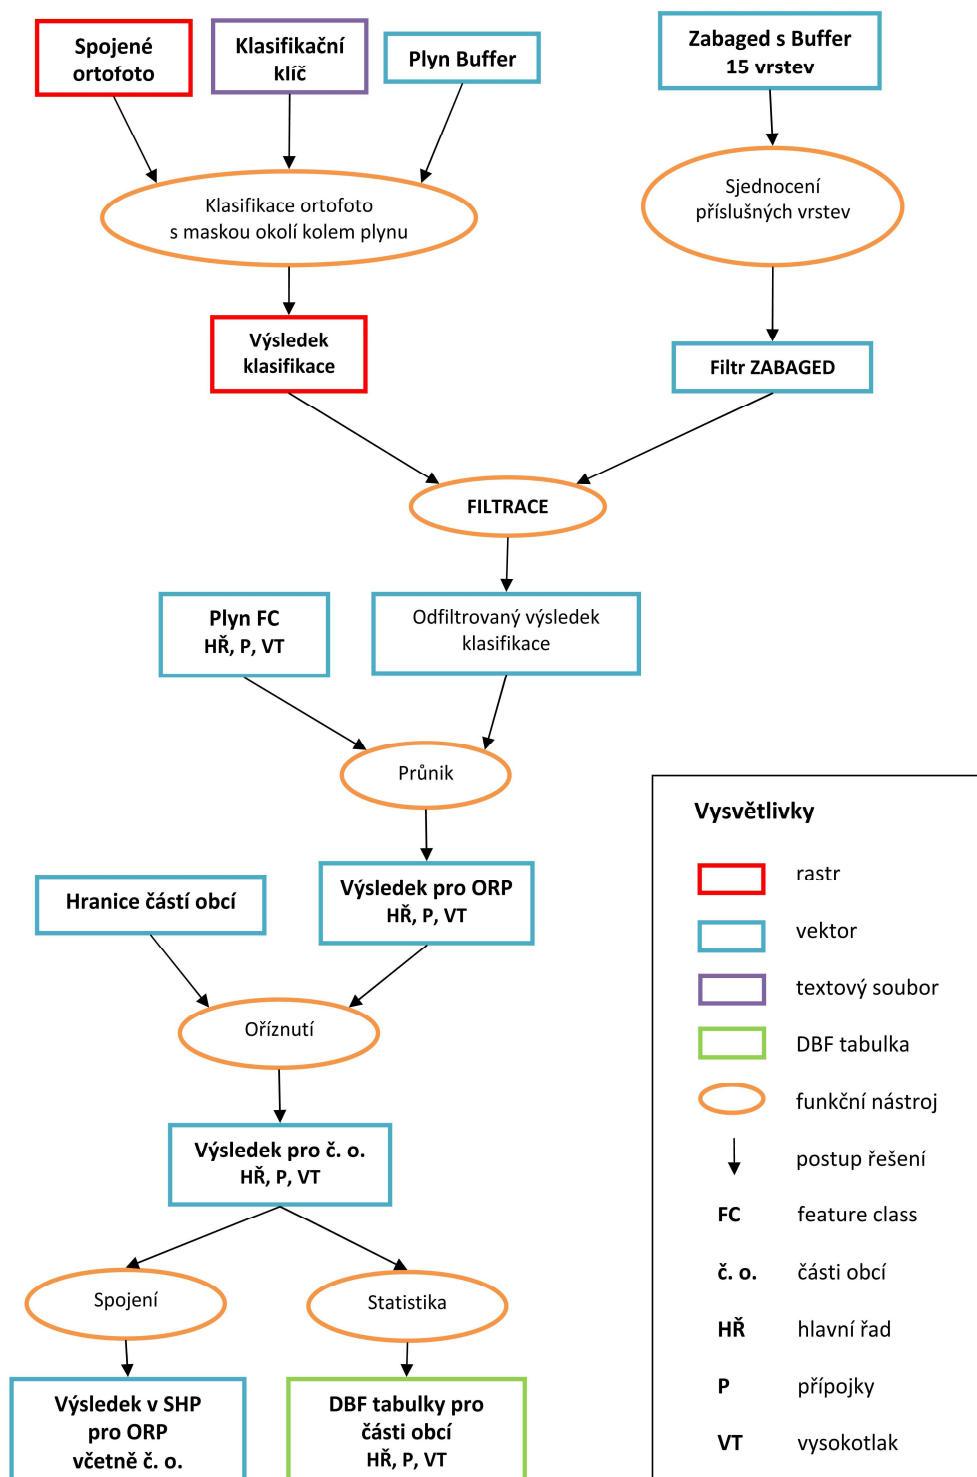 Spojené
ortofoto
Klasifikační
klíč
Plyn Buffer
Zabaged s Buffer
15 vrstev
Klasifikace ortofoto
s maskou okolí kolem plynu
Sjednocení
příslušných vrstev
Výsledek
klasifikace
Filtr ZABAGED
FILTRACE
Plyn FC
HŘ, P, VT
Odfiltrovaný výsledek
klasifikace
Průnik
Hranice částí obcí
Výsledek pro ORP
HŘ, P, VT
Oříznutí
Výsledek pro č. o.
HŘ, P, VT
Spojení
Statistika
Výsledek v SHP
pro ORP
včetně č. o.
DBF tabulky pro
části obcí
HŘ, P, VT
Vysvětlivky
rastr
vektor
textový soubor
DBF tabulka
funkční nástroj
postup řešení
FC feature class
č. o. části obcí
HŘ hlavní řad
P přípojky
VT vysokotlak